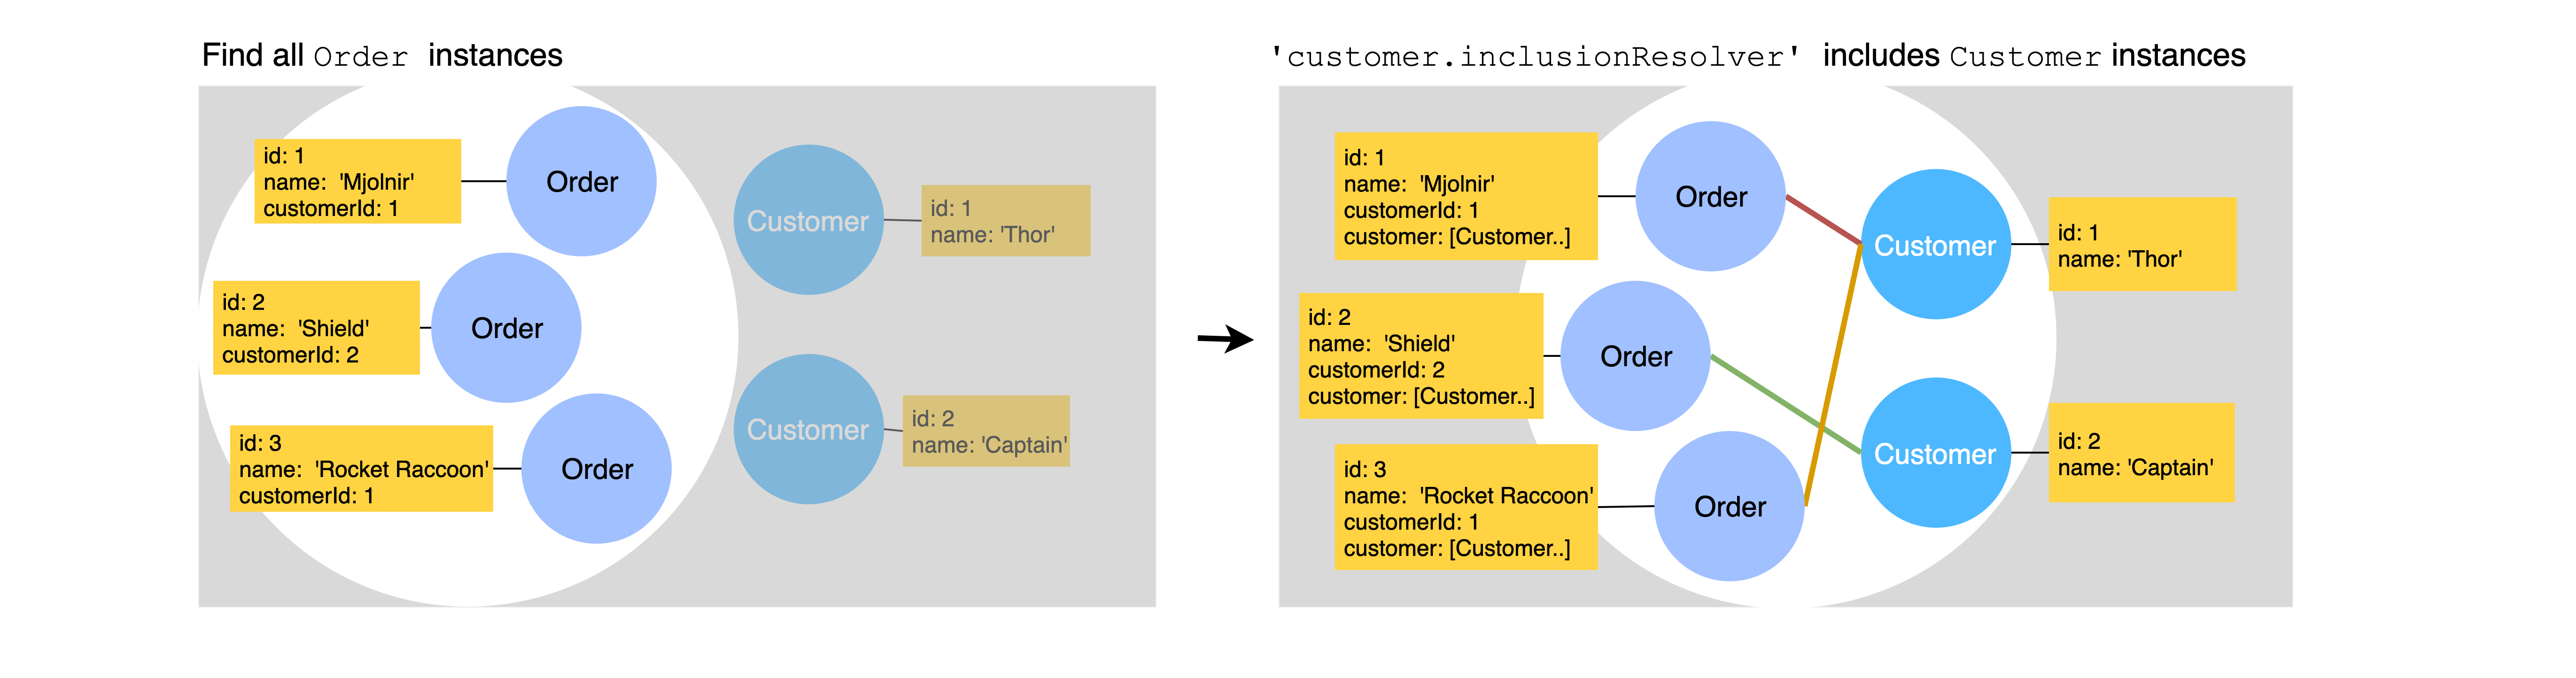 Find all Order instances
id: 1
name: 'Mjolnir'
customerId: 1
Order
id: 2
name: 'Shield'
customerId: 2
Order
id: 3
name: 'Rocket Raccoon'
customerId: 1
Order
Customer
id: 1
name: 'Thor'
Customer
id: 2
name: 'Captain'
'customer.inclusionResolver' includes Customer instances
id: 1
name: 'Mjolnir'
customerId: 1
customer: [Customer..]
Order
id: 2
name: 'Shield'
customerId: 2
customer: [Customer..]
Order
id: 3
name: 'Rocket Raccoon'
customerId: 1
customer: [Customer..]
Order
Customer
id: 1
name: 'Thor'
Customer
id: 2
name: 'Captain'